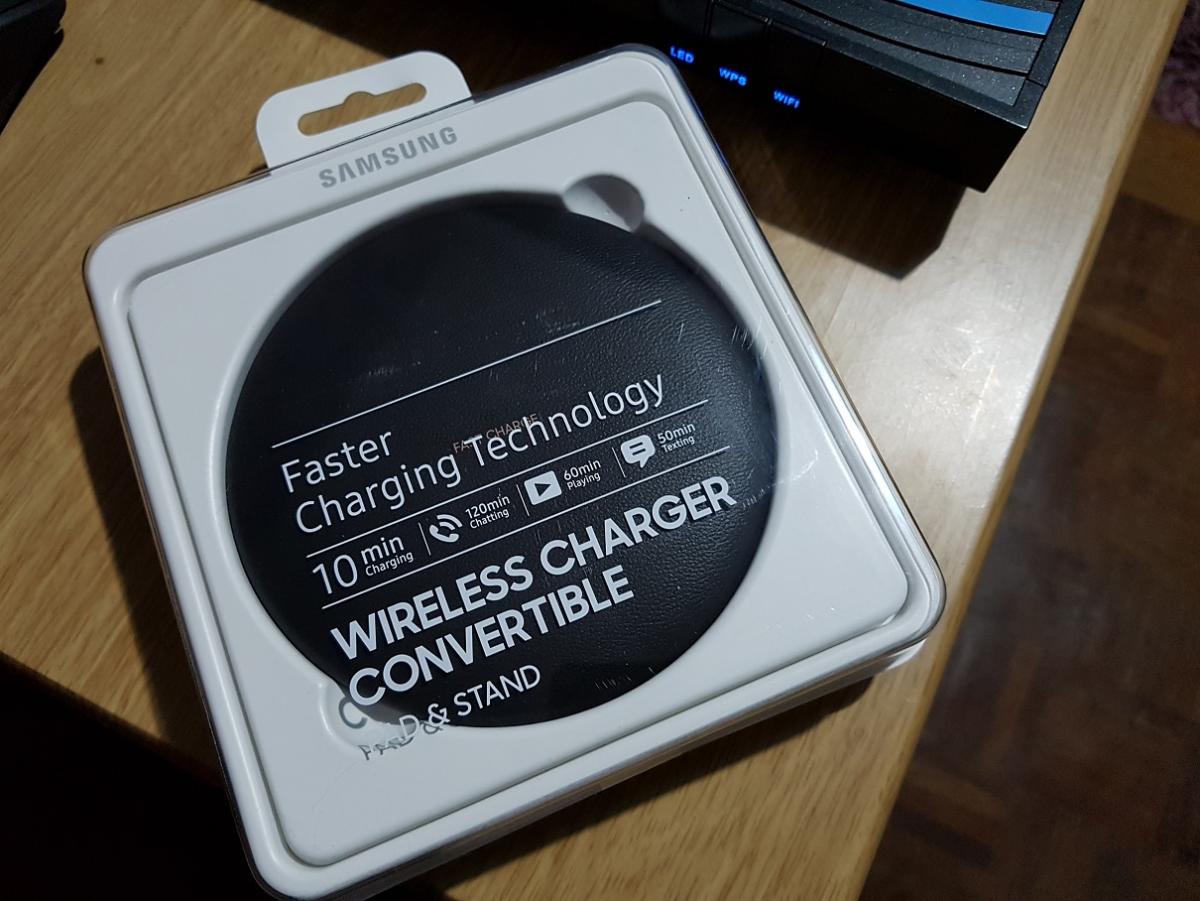 LED WPS WIFI
SAMSUNG
Faster
Charging Technology
FAST CHARGE
10 min Charging
120min Chatting
60min Playing
50min Texting
WIRELESS CHARGER
CONVERTIBLE
PAD & STAND